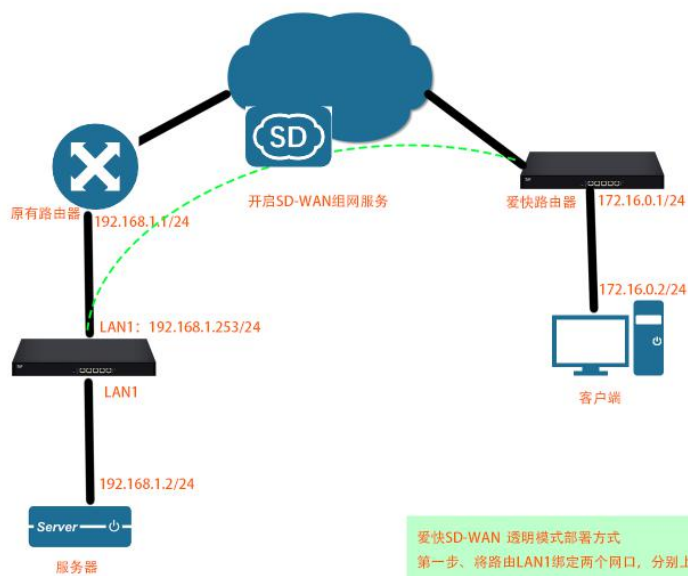 SD
开启SD-WAN组网服务
原有路由器
192.168.1.1/24
爱快路由器
172.16.0.1/24
LAN1：192.168.1.253/24
LAN1
172.16.0.2/24
客户端
192.168.1.2/24
Server
服务器
爱快SD-WAN 透明模式部署方式
第一步、将路由LAN1绑定两个网口，分别上